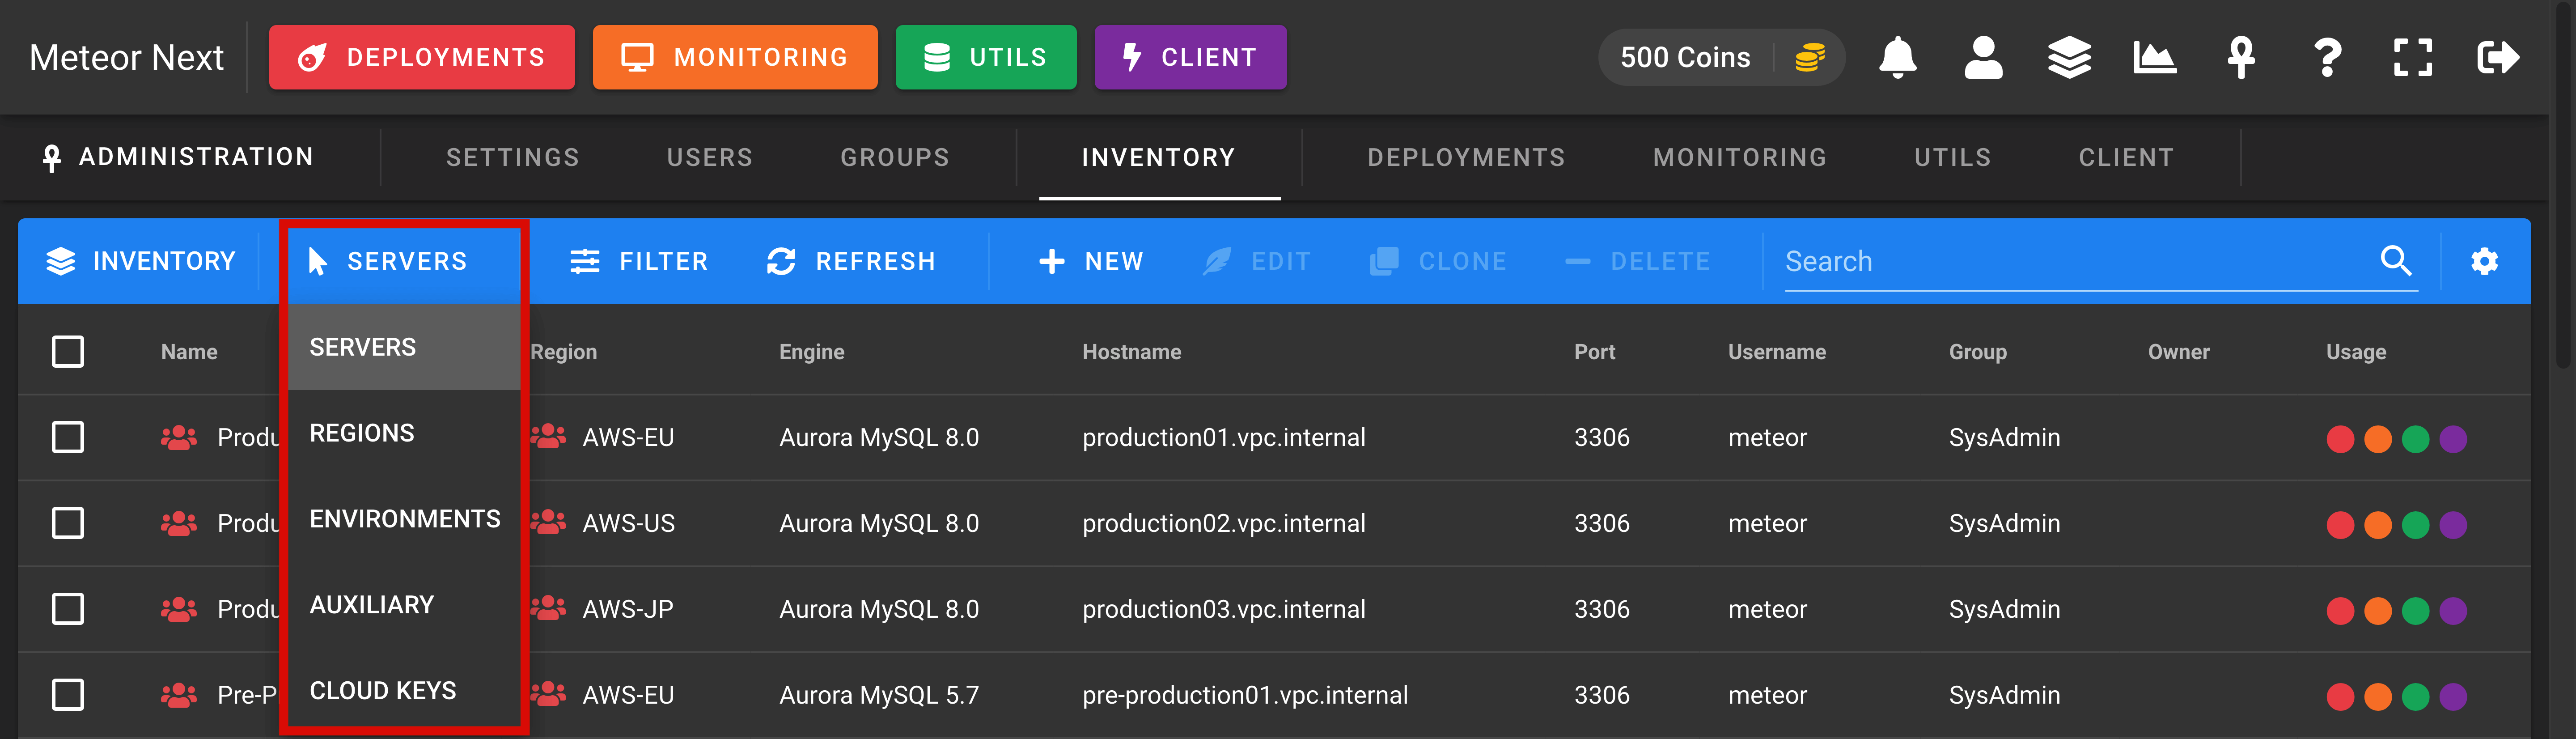 Meteor Next DEPLOYMENTS MONITORING UTILS CLIENT 500 Coins
ADMINISTRATION SETTINGS USERS GROUPS INVENTORY DEPLOYMENTS MONITORING UTILS CLIENT
INVENTORY SERVERS FILTER REFRESH NEW EDIT CLONE DELETE Search
SERVERS
REGIONS
ENVIRONMENTS
AUXILIARY
CLOUD KEYS
Name Region Engine Hostname Port Username Group Owner Usage
Produ AWS-EU Aurora MySQL 8.0 production01.vpc.internal 3306 meteor SysAdmin
Produ AWS-US Aurora MySQL 8.0 production02.vpc.internal 3306 meteor SysAdmin
Produ AWS-JP Aurora MySQL 8.0 production03.vpc.internal 3306 meteor SysAdmin
Pre-P AWS-EU Aurora MySQL 5.7 pre-production01.vpc.internal 3306 meteor SysAdmin